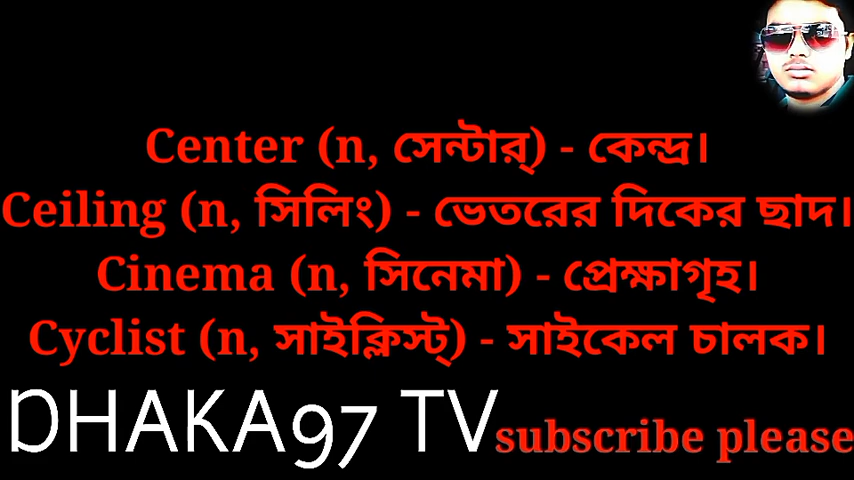 Center (n, সেন্টার্) - কেন্দ্র।
Ceiling (n, সিলিং) - ভেতরের দিকের ছাদ।
Cinema (n, সিনেমা) - প্রেক্ষাগৃহ।
Cyclist (n, সাইক্লিস্ট্) - সাইকেল চালক।
DHAKA97 TV subscribe please